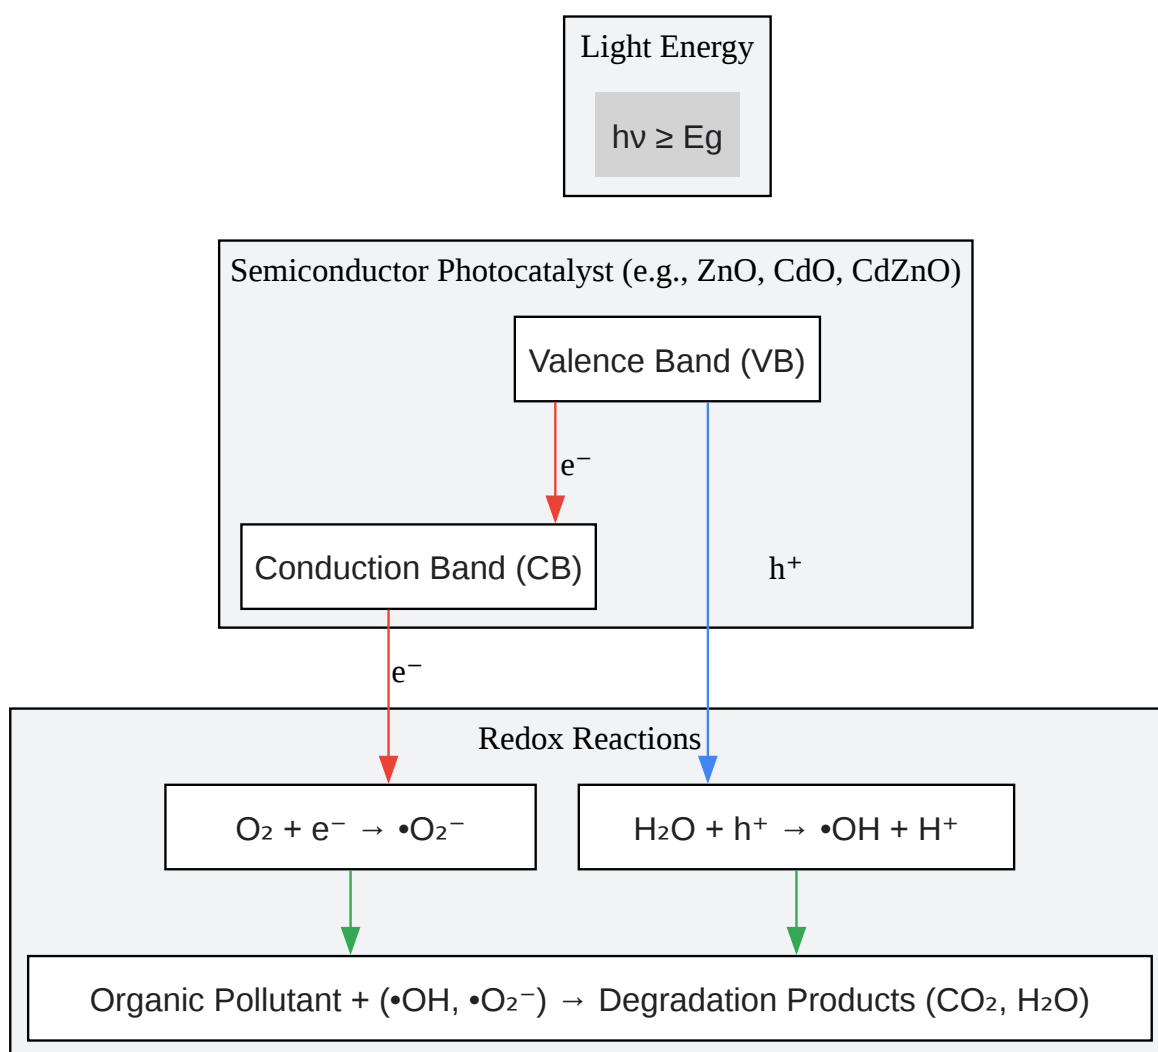 Light Energy
hν ≥ Eg
Semiconductor Photocatalyst (e.g., ZnO, CdO, CdZnO)
Valence Band (VB)
e⁻
Conduction Band (CB)
h⁺
e⁻
Redox Reactions
O₂ + e⁻ → •O₂⁻
H₂O + h⁺ → •OH + H⁺
Organic Pollutant + (•OH, •O₂⁻) → Degradation Products (CO₂, H₂O)